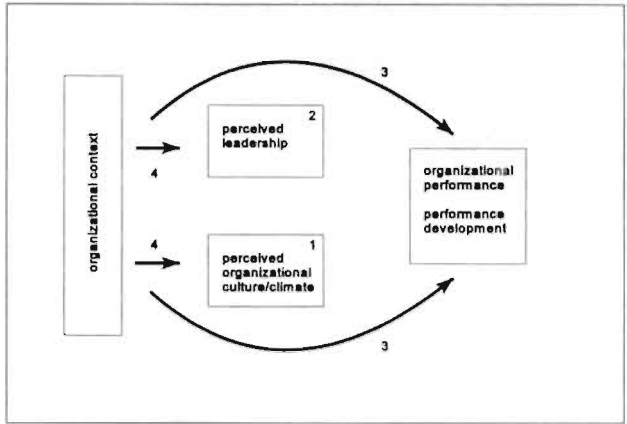 3
organizational context
2
perceived
leadership
4
organizational
performance
performance
development
4
1
perceived
organizational
culture/climate
3